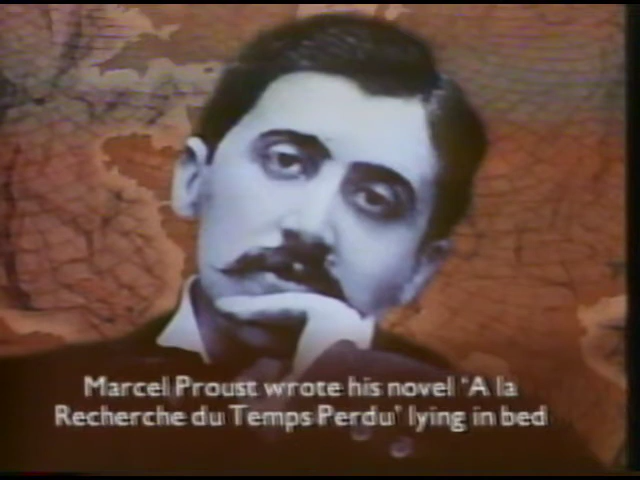 Marcel Proust wrote his novel 'A la
Recherche du Temps Perdu' lying in bed